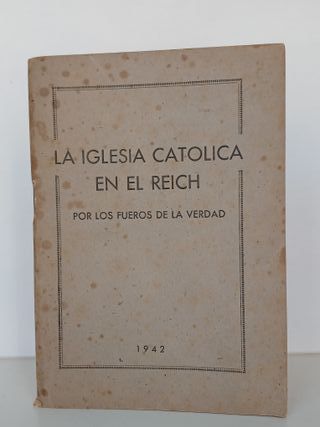 LA IGLESIA CATOLICA
EN EL REICH
POR LOS FUEROS DE LA VERDAD
1942